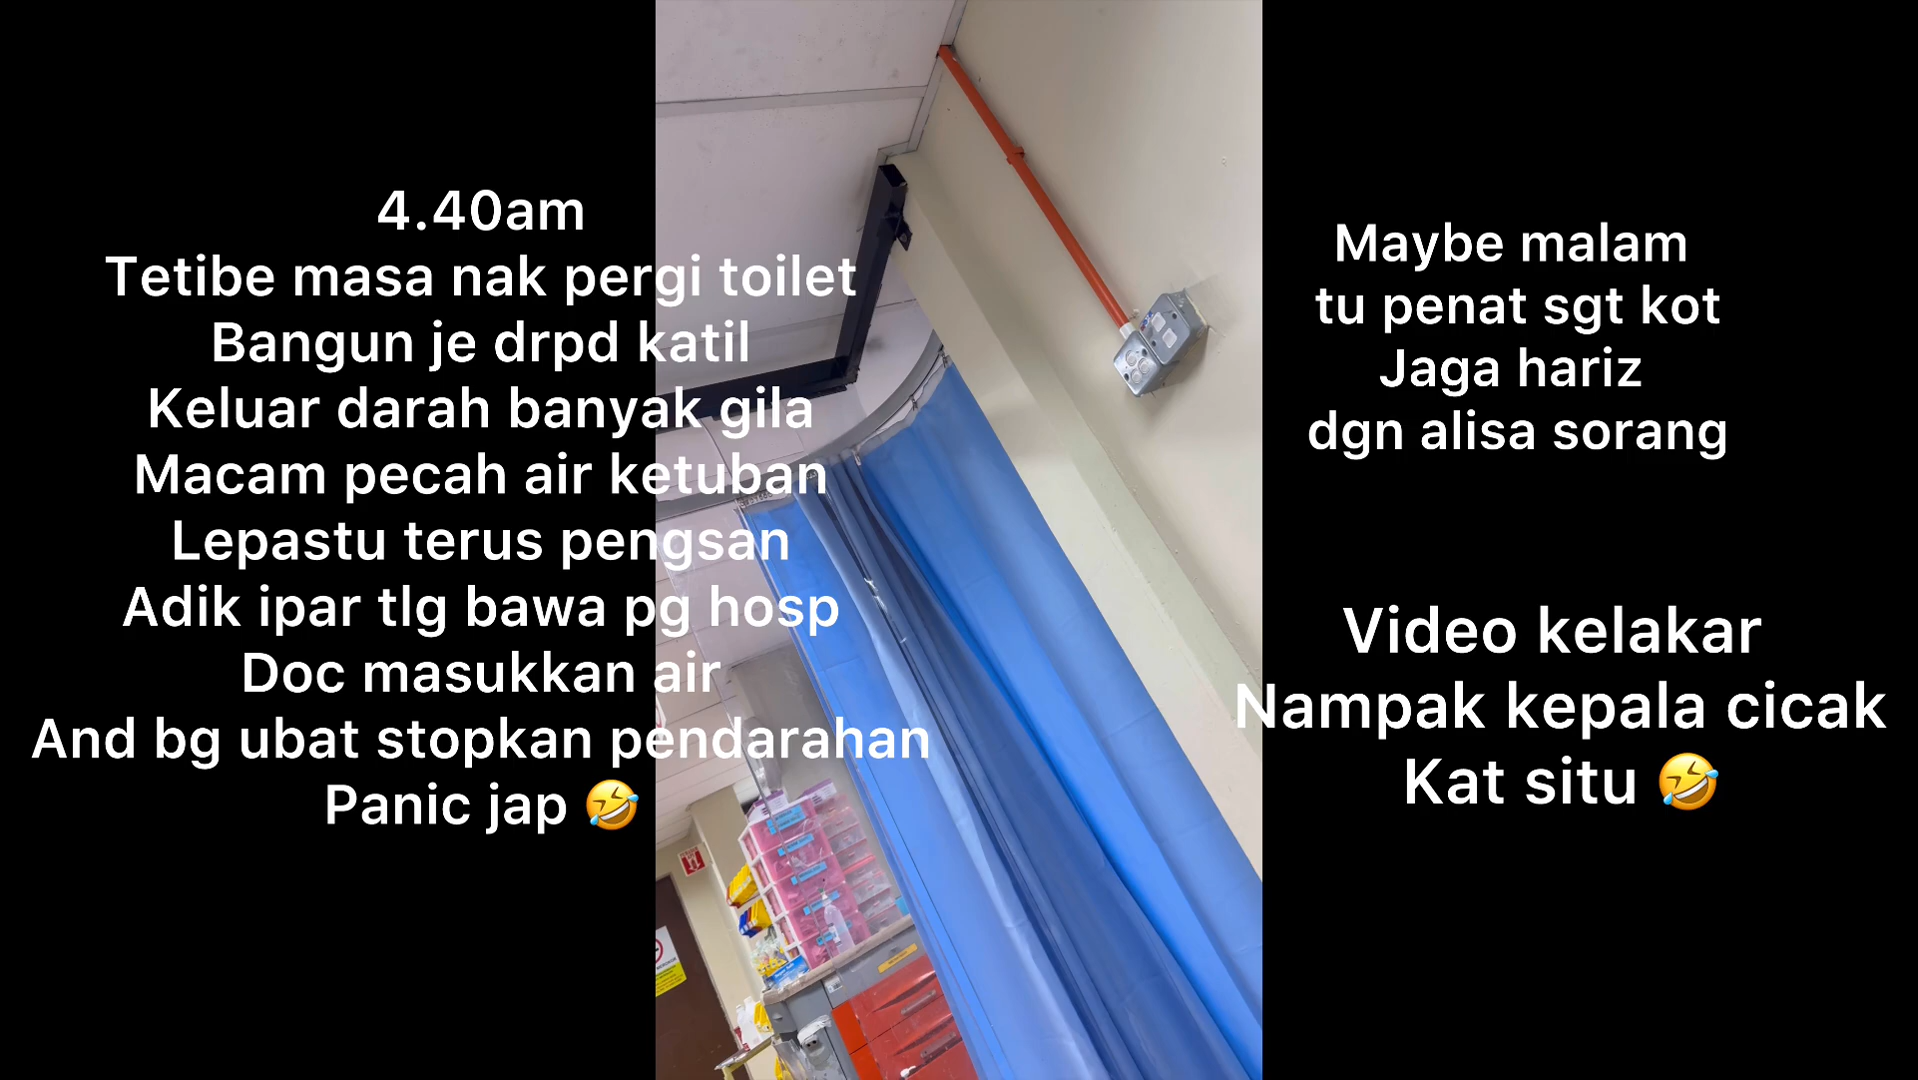 4.40am
Tetibe masa nak pergi toilet
Bangun je drpd katil
Keluar darah banyak gila
Macam pecah air ketuban
Lepastu terus pengsan
Adik ipar tlg bawa pg hosp
Doc masukkan air
And bg ubat stopkan pendarahan
Panic jap 🤣
Maybe malam
tu penat sgt kot
Jaga hariz
dgn alisa sorang
Video kelakar
Nampak kepala cicak
Kat situ 🤣